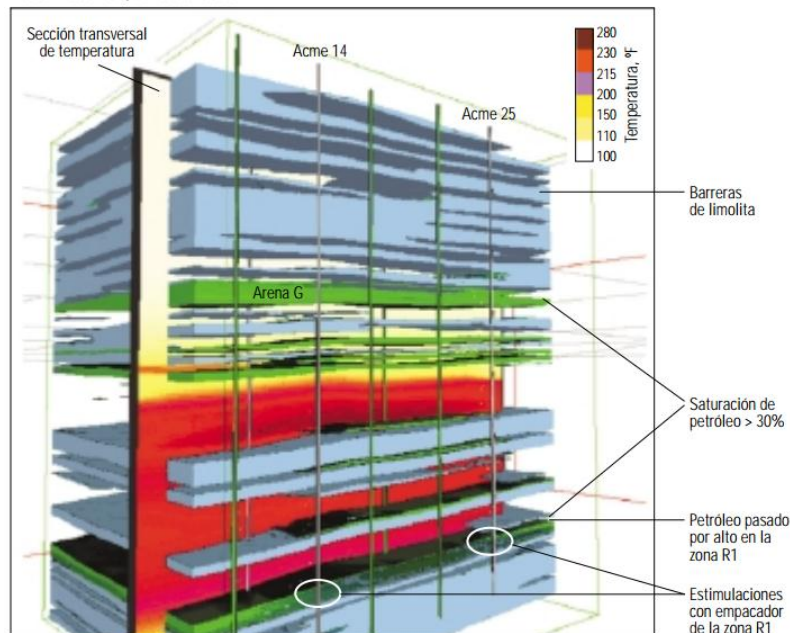 Sección transversal
de temperatura
Acme 14
Acme 25
280
230
215
200
150
110
100
Temperatura, °F
Barreras
de limolita
Arena G
Saturación de
petróleo > 30%
Petróleo pasado
por alto en la
zona R1
Estimulaciones
con empacador
de la zona R1